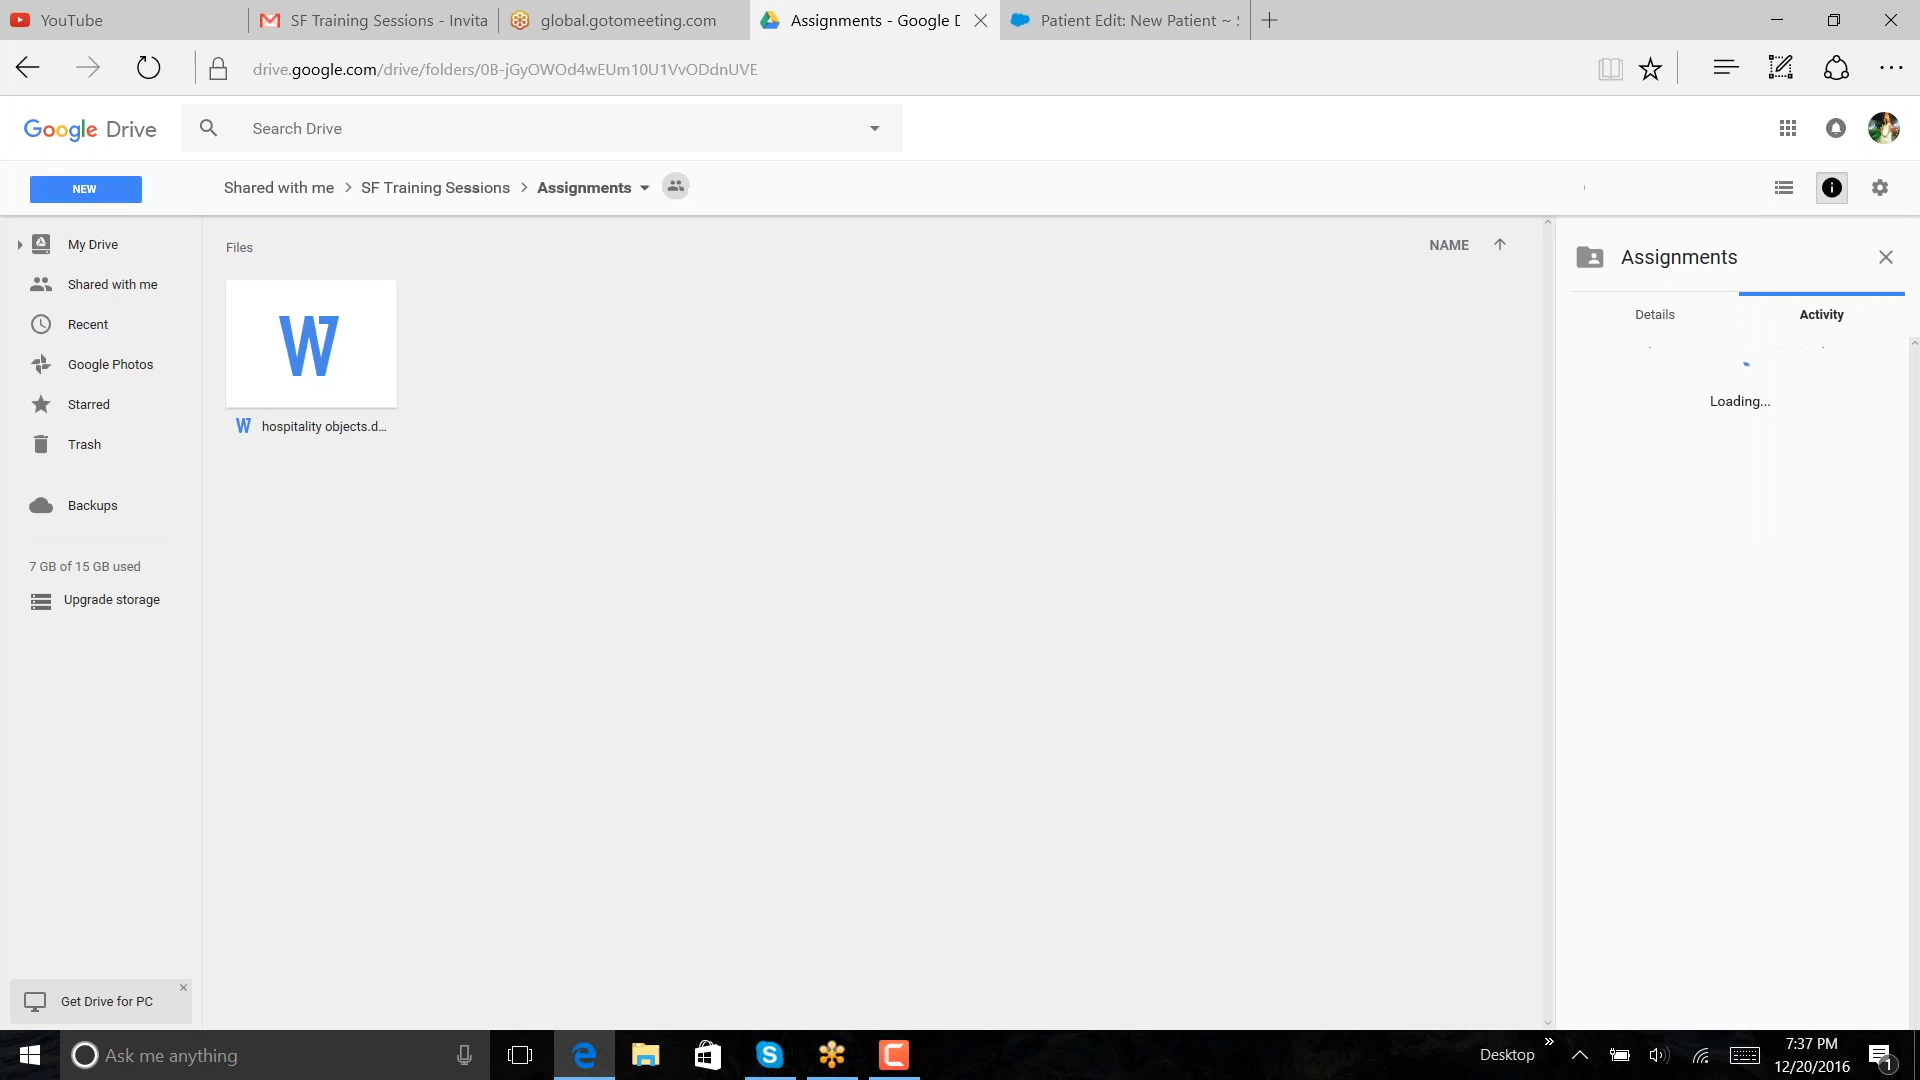 YouTube
SF Training Sessions - Invita
global.gotomeeting.com
Assignments - Google D
Patient Edit: New Patient ~ S
drive.google.com/drive/folders/0B-jGyOWOd4wEUm10U1VvODdnUVE
Google Drive
Search Drive
NEW
Shared with me > SF Training Sessions > Assignments
My Drive
Shared with me
Recent
Google Photos
Starred
Trash
Backups
7 GB of 15 GB used
Upgrade storage
Get Drive for PC
Files
NAME
W
W hospitality objects.d...
Assignments
Details
Activity
Loading...
Ask me anything
Desktop
7:37 PM
12/20/2016
1